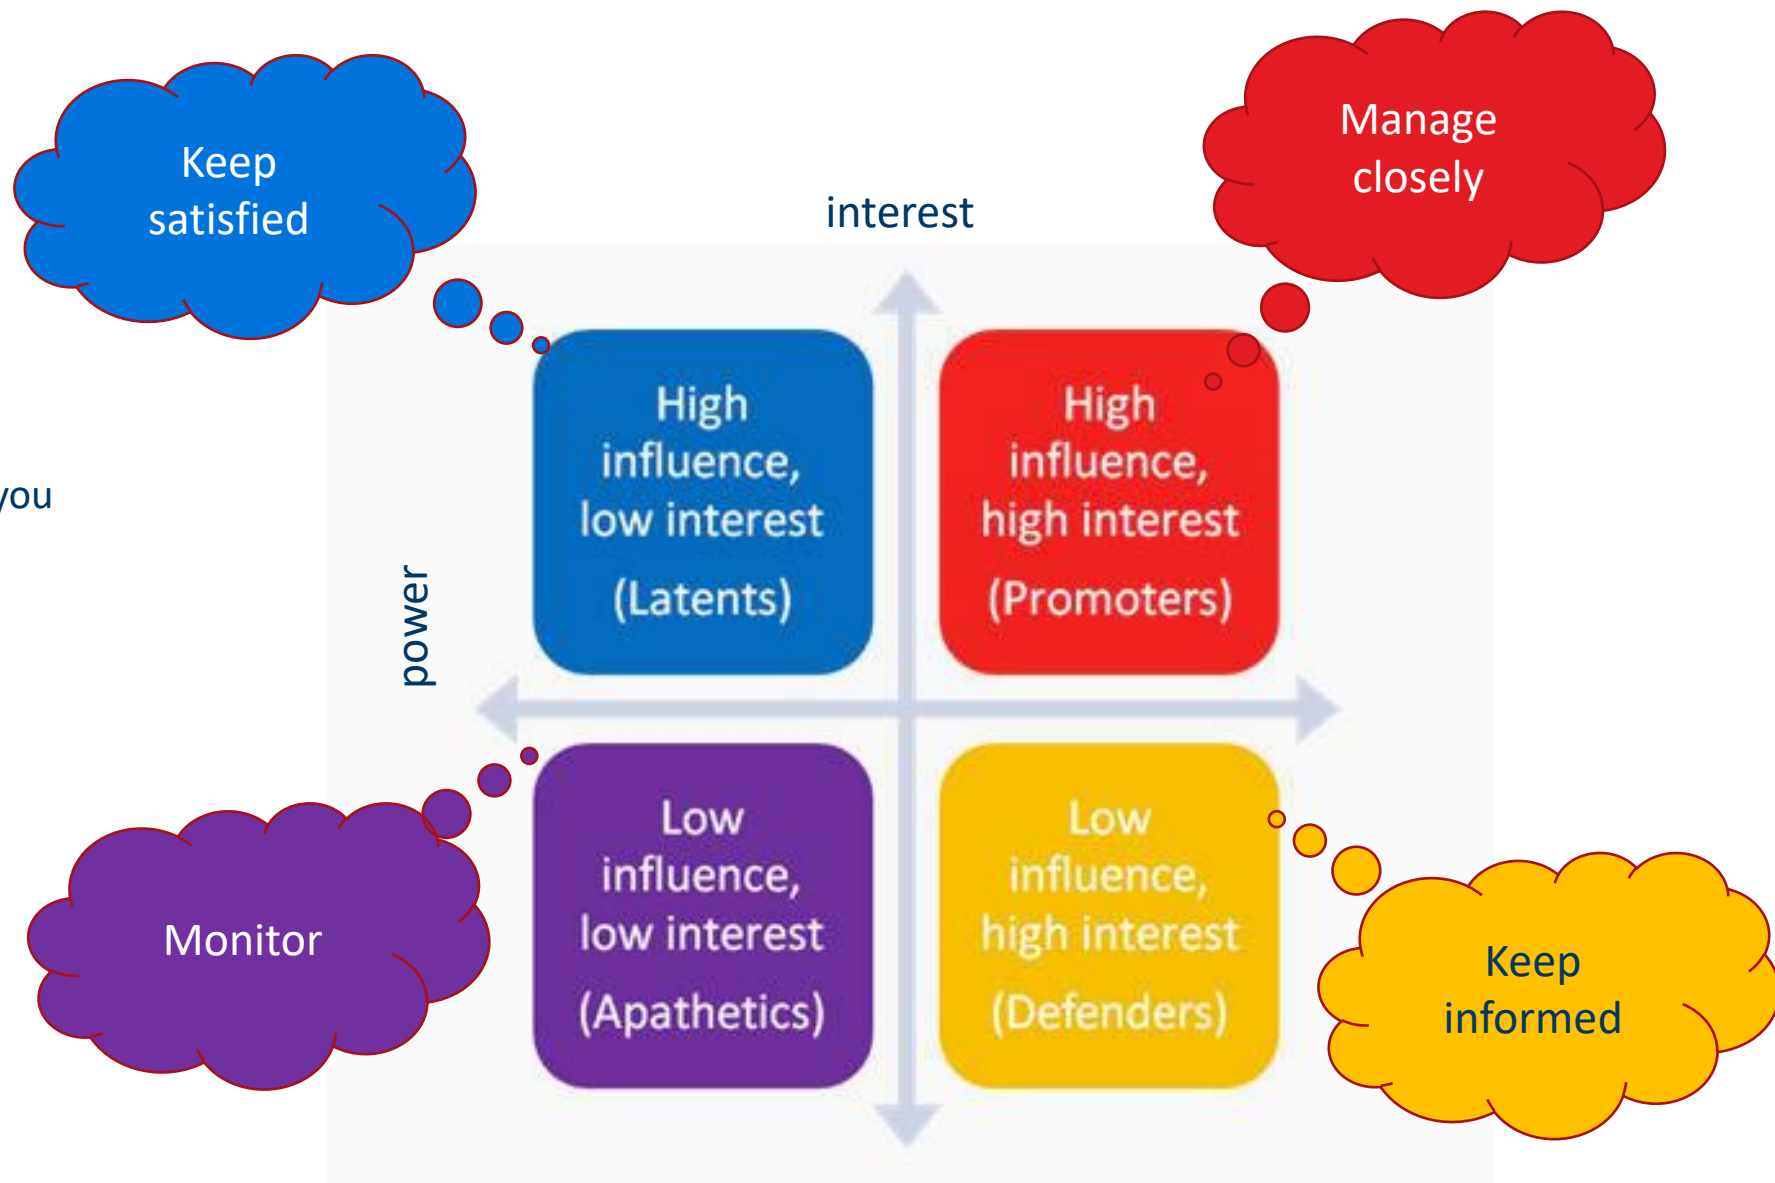 Keep
satisfied
Manage
closely
interest
you
power
High
influence,
low interest
(Latents)
High
influence,
high interest
(Promoters)
Low
influence,
low interest
(Apathetics)
Low
influence,
high interest
(Defenders)
Monitor
Keep
informed